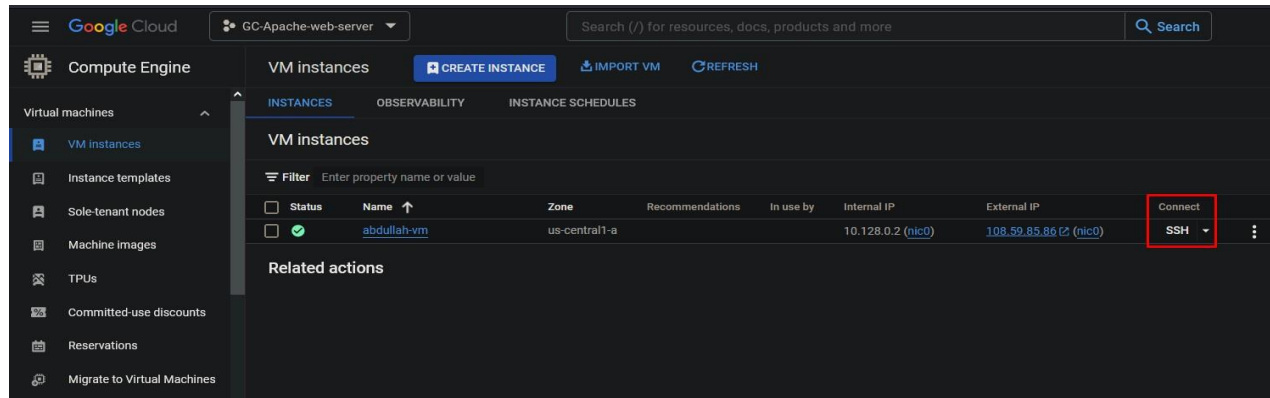 Google Cloud GC-Apache-web-server Search (/) for resources, docs, products and more Search
Compute Engine VM instances CREATE INSTANCE IMPORT VM REFRESH
Virtual machines INSTANCES OBSERVABILITY INSTANCE SCHEDULES
VM instances
VM instances
Instance templates Filter Enter property name or value
Sole-tenant nodes Status Name Zone Recommendations In use by Internal IP External IP Connect
abdullah-vm us-central1-a 10.128.0.2 (nic0) 108.59.85.86 (nic0) SSH
Machine images
Related actions
TPUs
Committed-use discounts
Reservations
Migrate to Virtual Machines